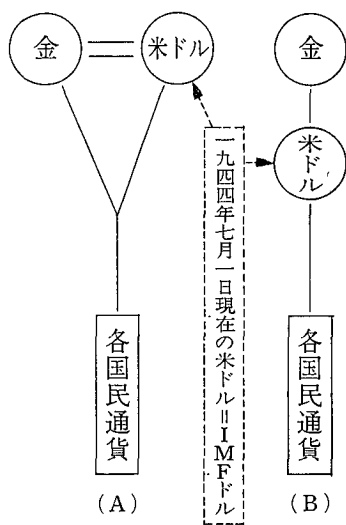 金
米ドル
各国民通貨
(A)
一九四四年七月一日現在の米ドル=IMFドル
金
米ドル
各国民通貨
(B)